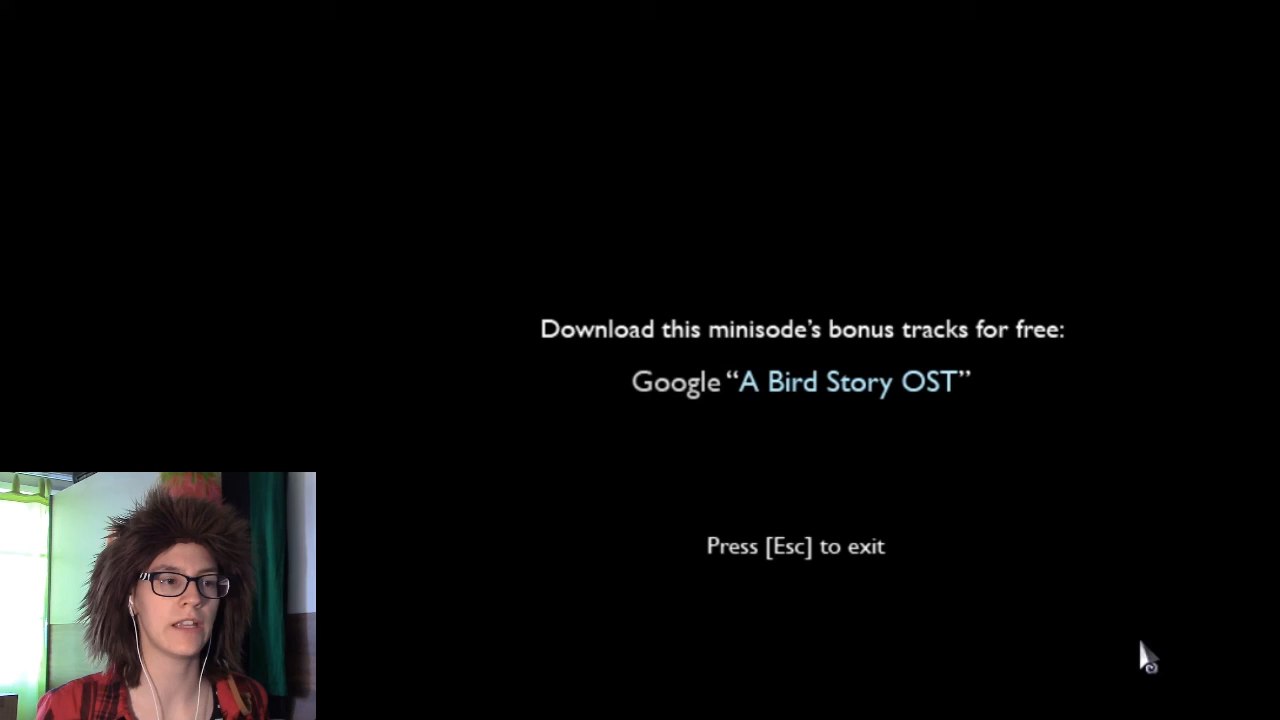 Download this minisode's bonus tracks for free:
Google “A Bird Story OST”
Press [Esc] to exit